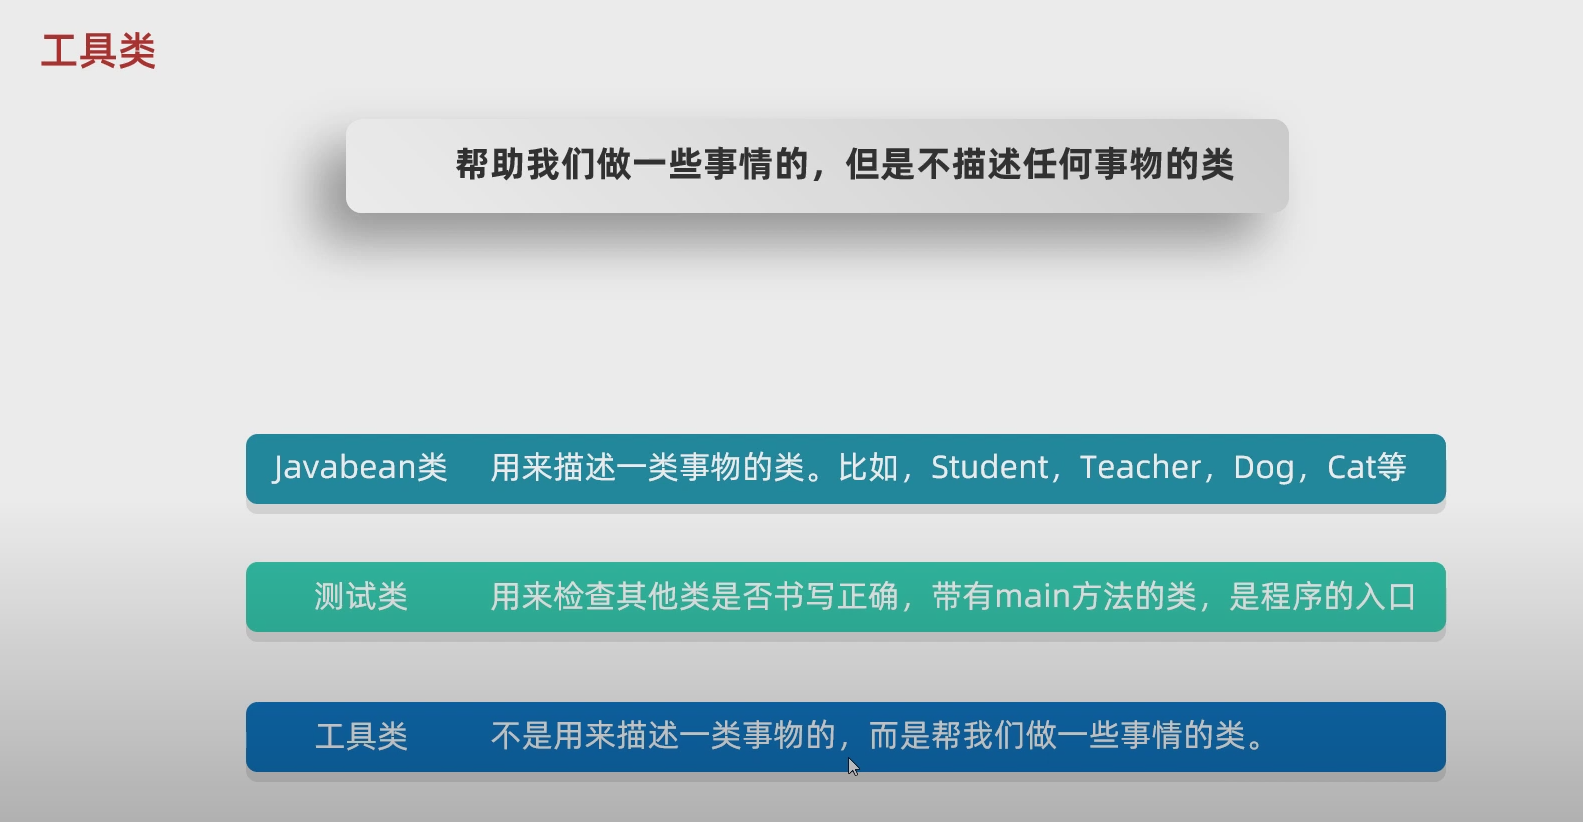 工具类
帮助我们做一些事情的，但是不描述任何事物的类
Javabean类 用来描述一类事物的类。比如，Student，Teacher，Dog，Cat等
测试类 用来检查其他类是否书写正确，带有main方法的类，是程序的入口
工具类 不是用来描述一类事物的，而是帮我们做一些事情的类。